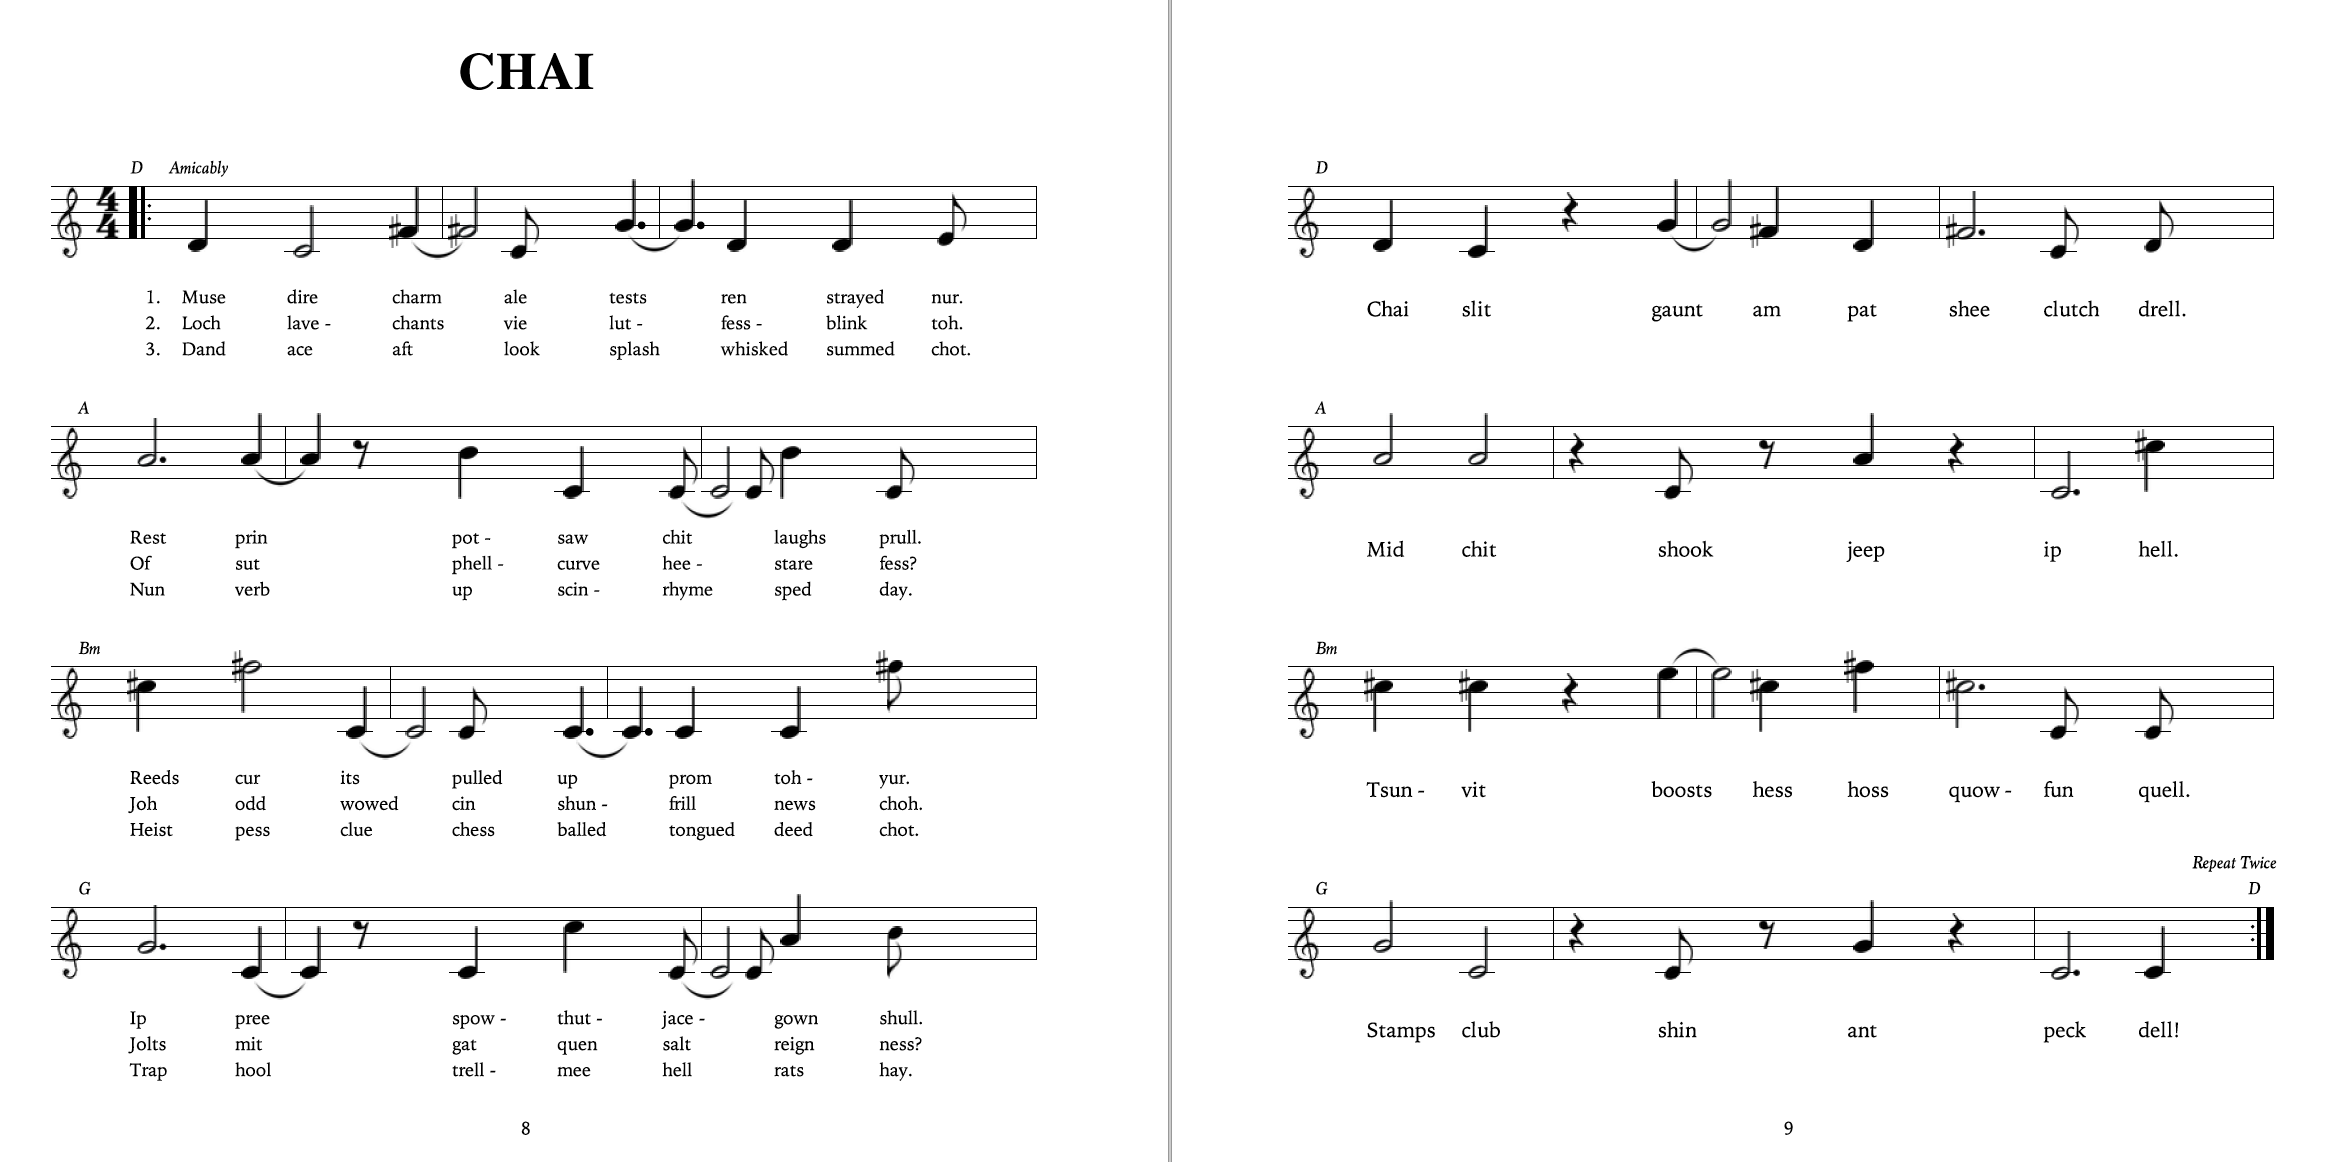 CHAI
D Amicably
4
4
1. Muse dire charm ale tests ren strayed nur.
2. Loch lave - chants vie lut - fess - blink toh.
3. Dand ace aft look splash whisked summed chot.
A
Rest prin pot - saw chit laughs prull.
Of sut phell - curve hee - stare fess?
Nun verb up scin - rhyme sped day.
Bm
Reeds cur its pulled up prom toh - yur.
Joh odd wowed cin shun - frill news choh.
Heist pess clue chess balled tongued deed chot.
G
Ip pree spow - thut - jace - gown shull.
Jolts mit gat quen salt reign ness?
Trap hool trell - mee hell rats hay.
8
D
Chai slit gaunt am pat shee clutch drell.
A
Mid chit shook jeep ip hell.
Bm
Tsun - vit boosts hess hoss quow - fun quell.
Repeat Twice
G D
Stamps club shin ant peck dell!
9